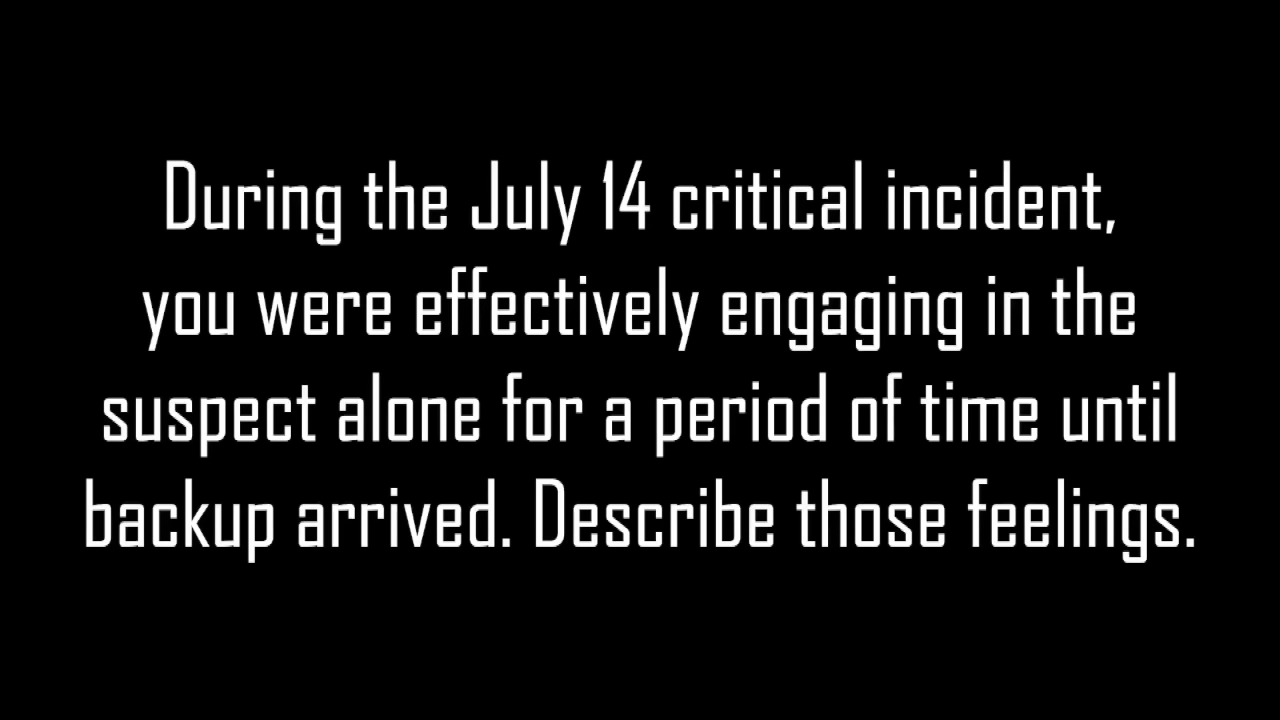 During the July 14 critical incident,
you were effectively engaging in the
suspect alone for a period of time until
backup arrived. Describe those feelings.